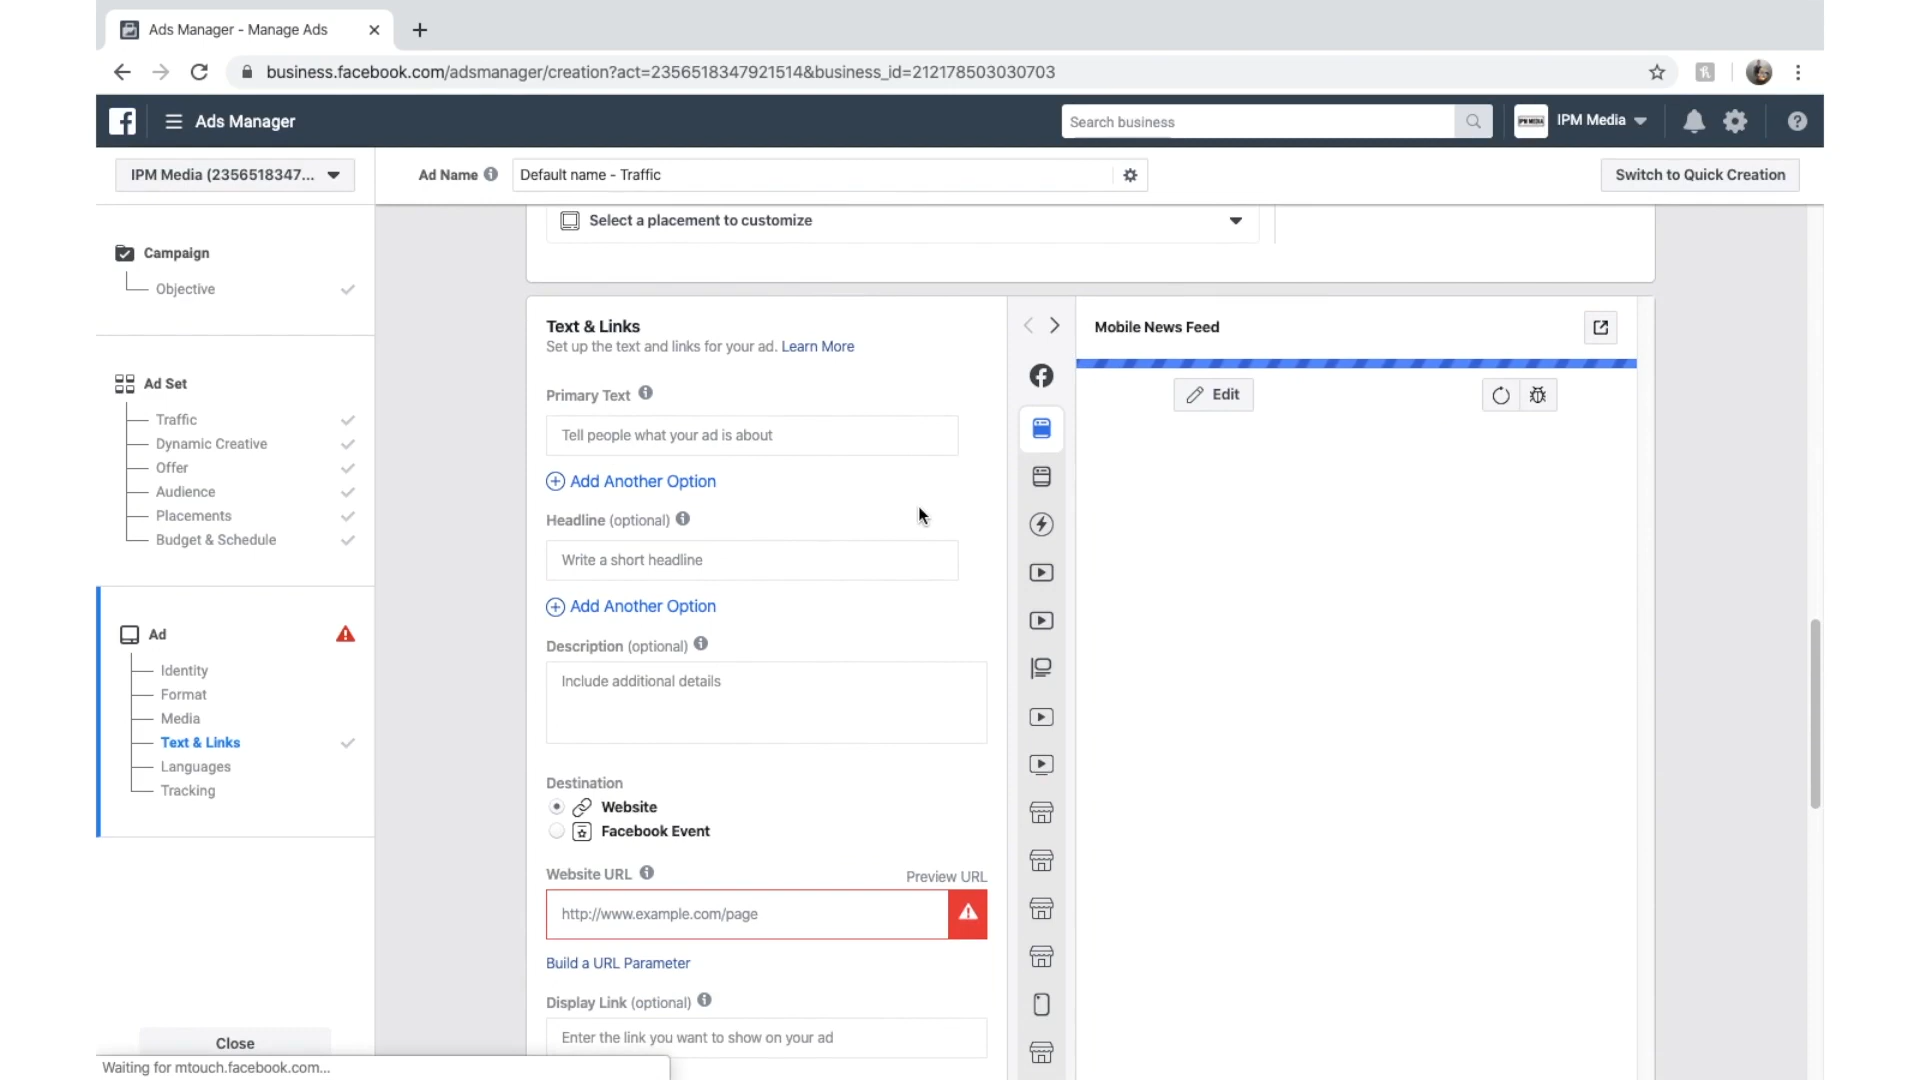 Ads Manager - Manage Ads
business.facebook.com/adsmanager/creation?act=2356518347921514&business_id=212178503030703
Ads Manager
Search business
IPM MEDIA
IPM Media
IPM Media (2356518347...
Ad Name
Default name - Traffic
Switch to Quick Creation
Campaign
Objective
Ad Set
Traffic
Dynamic Creative
Offer
Audience
Placements
Budget & Schedule
Ad
Identity
Format
Media
Text & Links
Languages
Tracking
Close
Waiting for mtouch.facebook.com...
Select a placement to customize
Text & Links
Set up the text and links for your ad. Learn More
Primary Text
Tell people what your ad is about
Add Another Option
Headline (optional)
Write a short headline
Add Another Option
Description (optional)
Include additional details
Destination
Website
Facebook Event
Website URL
Preview URL
http://www.example.com/page
Build a URL Parameter
Display Link (optional)
Enter the link you want to show on your ad
Mobile News Feed
Edit